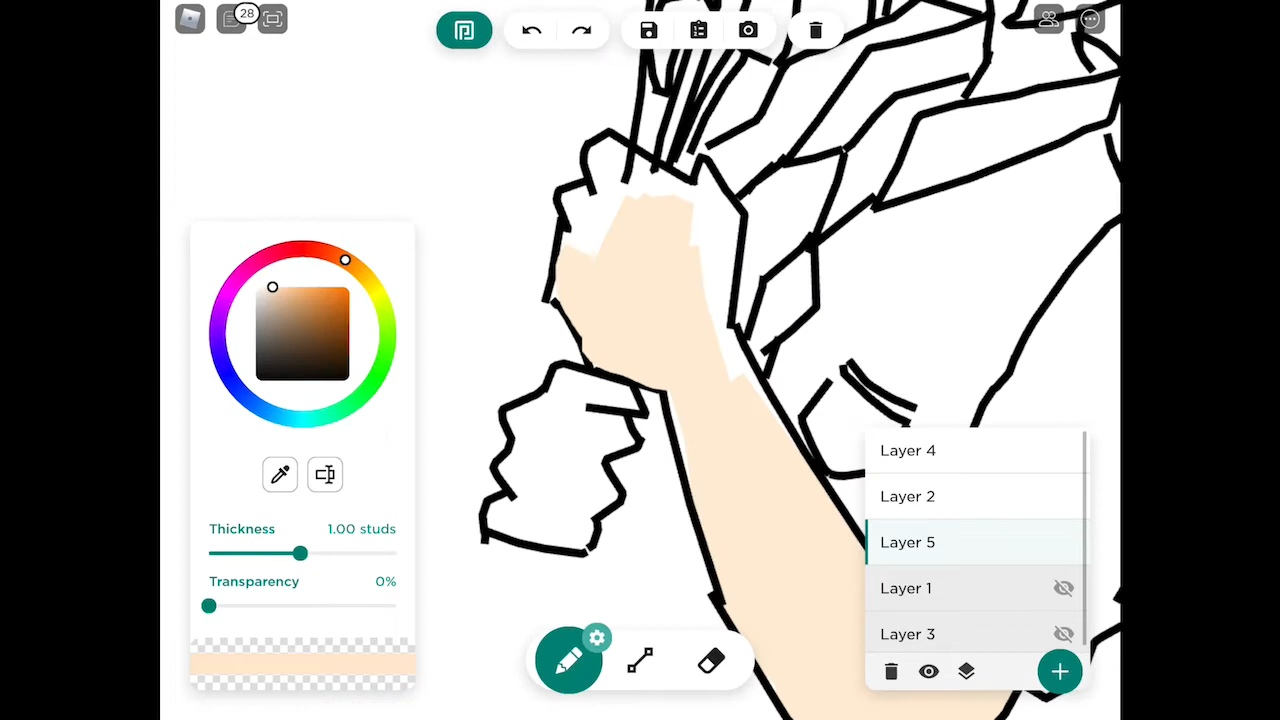 28
Thickness 1.00 studs
Transparency 0%
Layer 4
Layer 2
Layer 5
Layer 1
Layer 3